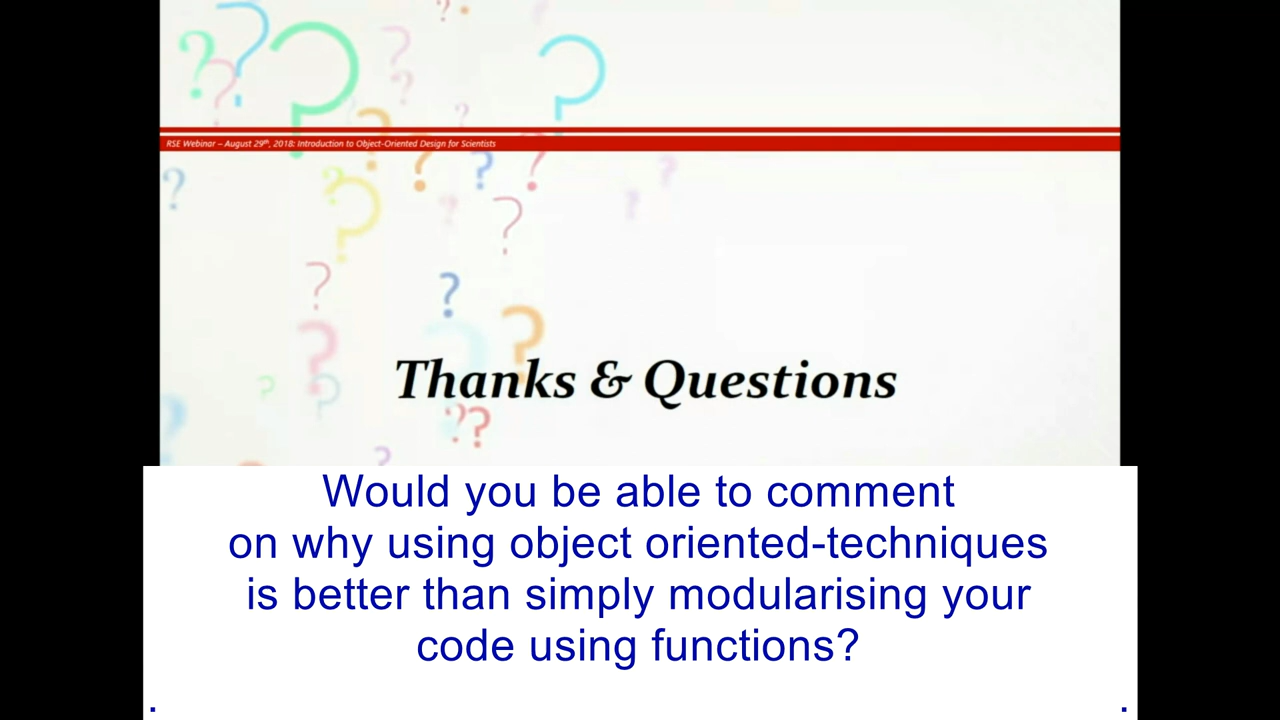 RSE Webinar – August 29th, 2018: Introduction to Object-Oriented Design for Scientists
Thanks & Questions
Would you be able to comment
on why using object oriented-techniques
is better than simply modularising your
code using functions?
. .